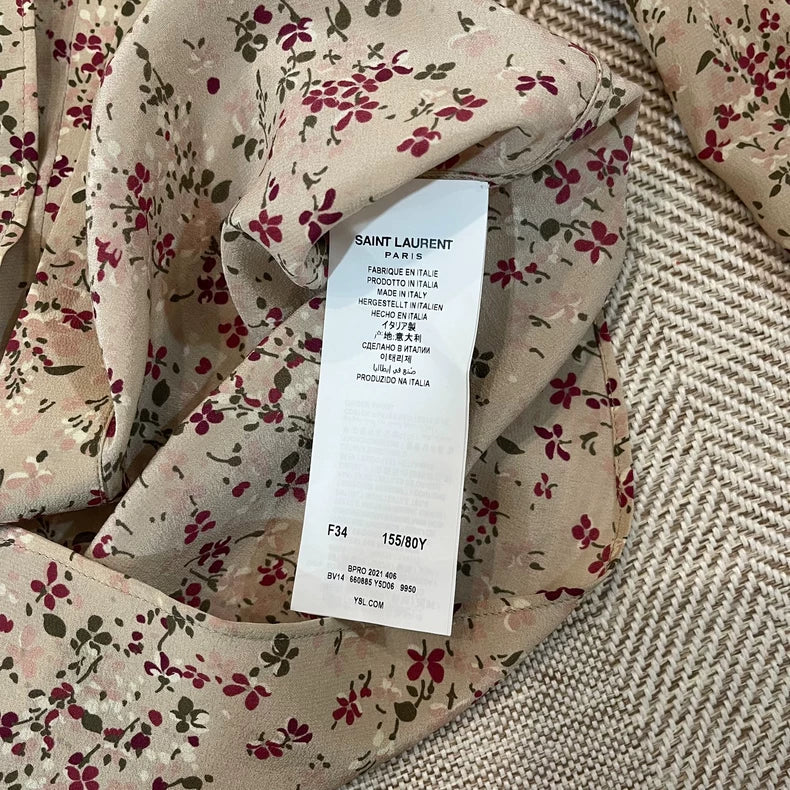 SAINT LAURENT
PARIS
FABRIQUE EN ITALIE
PRODOTTO IN ITALIA
MADE IN ITALY
HERGESTELLT IN ITALIEN
HECHO EN ITALIA
イタリア製
产地:意大利
СДЕЛАНО В ИТАЛИИ
이태리제
صنع في إيطاليا
PRODUZIDO NA ITALIA
F34 155/80Y
BPRO 2021 406
BV14 660885 Y5D06 9950
YSL.COM